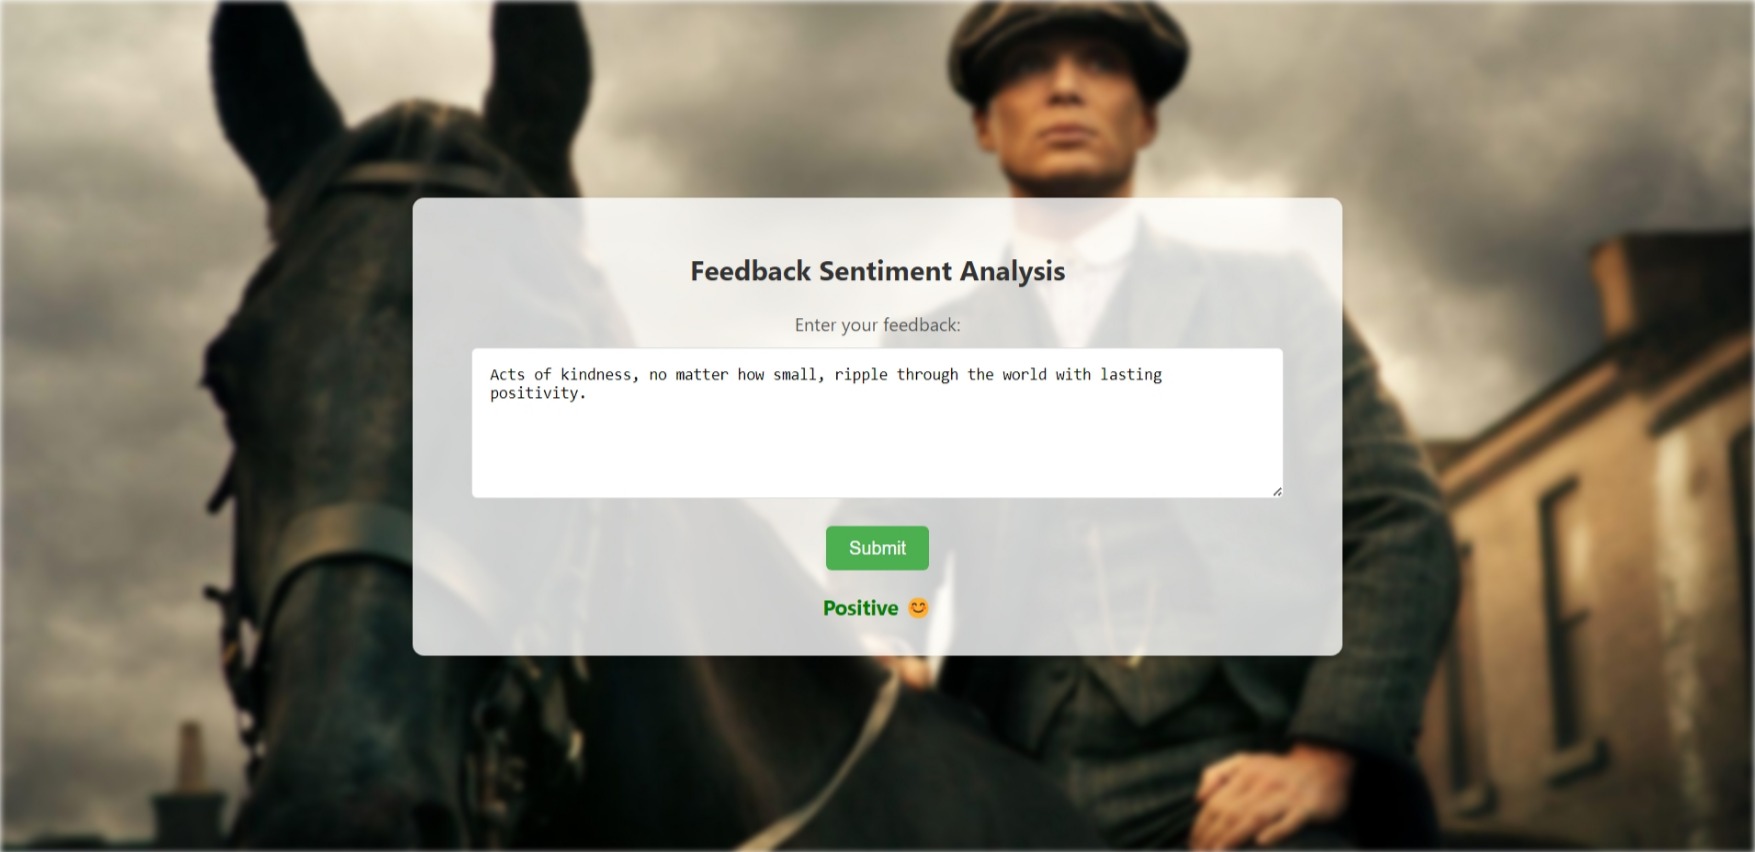 Feedback Sentiment Analysis
Enter your feedback:
Acts of kindness, no matter how small, ripple through the world with lasting
positivity.
Submit
Positive 😊